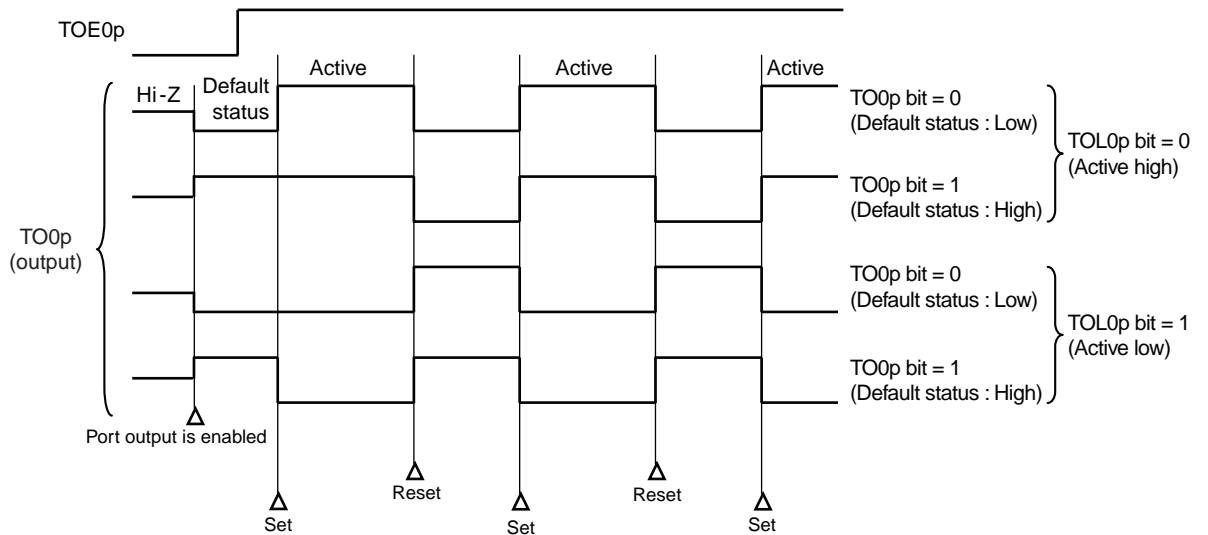 TOE0p
Active
Active
Active
Hi-Z
Default
status
TO0p bit = 0
(Default status : Low)
TOL0p bit = 0
(Active high)
TO0p bit = 1
(Default status : High)
TO0p
(output)
TO0p bit = 0
(Default status : Low)
TOL0p bit = 1
(Active low)
TO0p bit = 1
(Default status : High)
Port output is enabled
Reset
Reset
Set
Set
Set